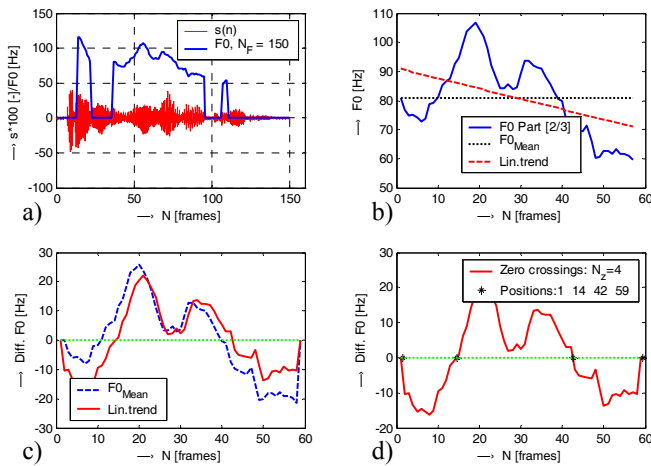 s(n)
F0, N_F = 150
150
100
50
0
-50
-100
0
50
100
150
—→ s*100 [-]/F0 [Hz]
—→ N [frames]
a)
F0 Part [2/3]
F0_Mean
Lin.trend
110
100
90
80
70
60
50
0
10
20
30
40
50
60
—→ F0 [Hz]
—→ N [frames]
b)
30
20
10
0
-10
-20
-30
0
10
20
30
40
50
60
F0_Mean
Lin.trend
—→ Diff. F0 [Hz]
—→ N [frames]
c)
Zero crossings: N_z=4
Positions:1 14 42 59
30
20
10
0
-10
-20
-30
0
10
20
30
40
50
60
—→ Diff. F0 [Hz]
—→ N [frames]
d)